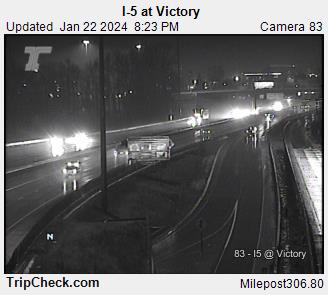 I-5 at Victory
Updated Jan 22 2024 8:23 PM Camera 83
T
N
83 - I5 @ Victory
TripCheck.com Milepost306.80